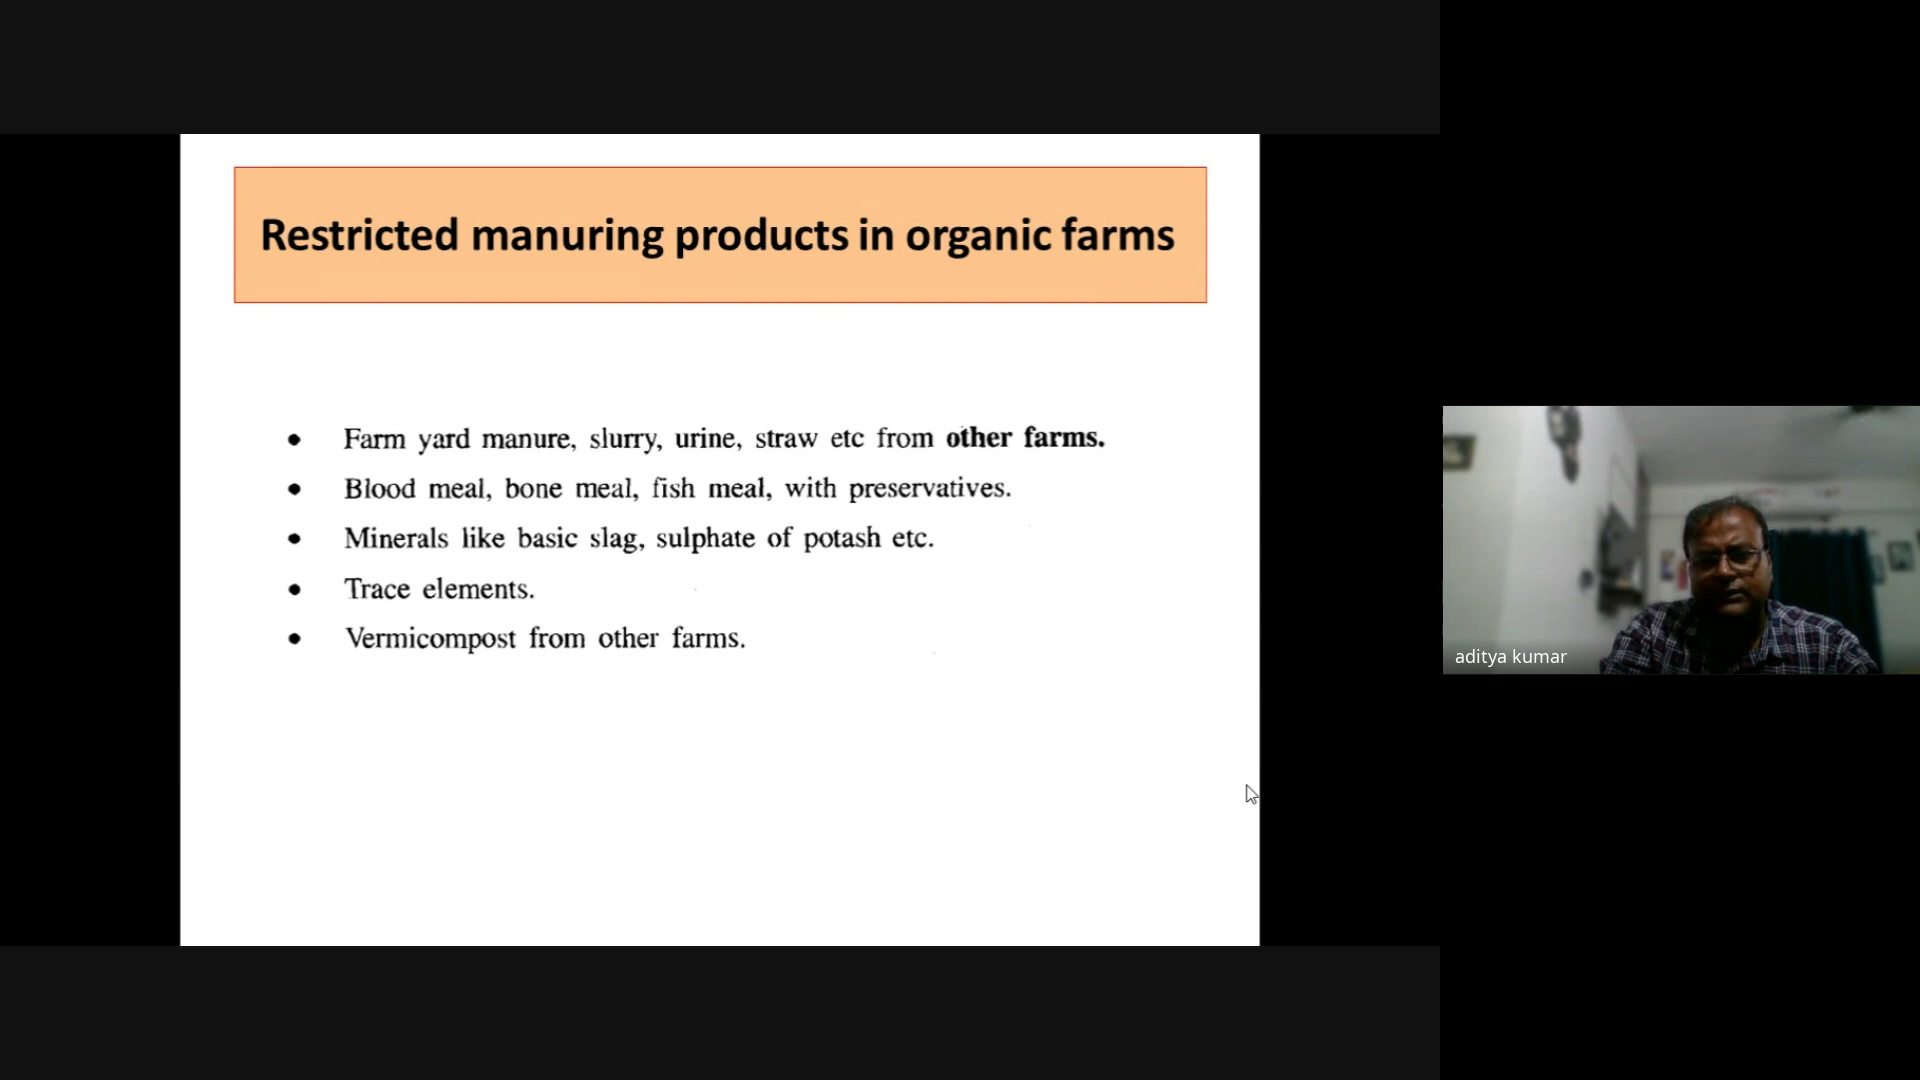 Restricted manuring products in organic farms
• Farm yard manure, slurry, urine, straw etc from other farms.
• Blood meal, bone meal, fish meal, with preservatives.
• Minerals like basic slag, sulphate of potash etc.
• Trace elements.
• Vermicompost from other farms.
aditya kumar